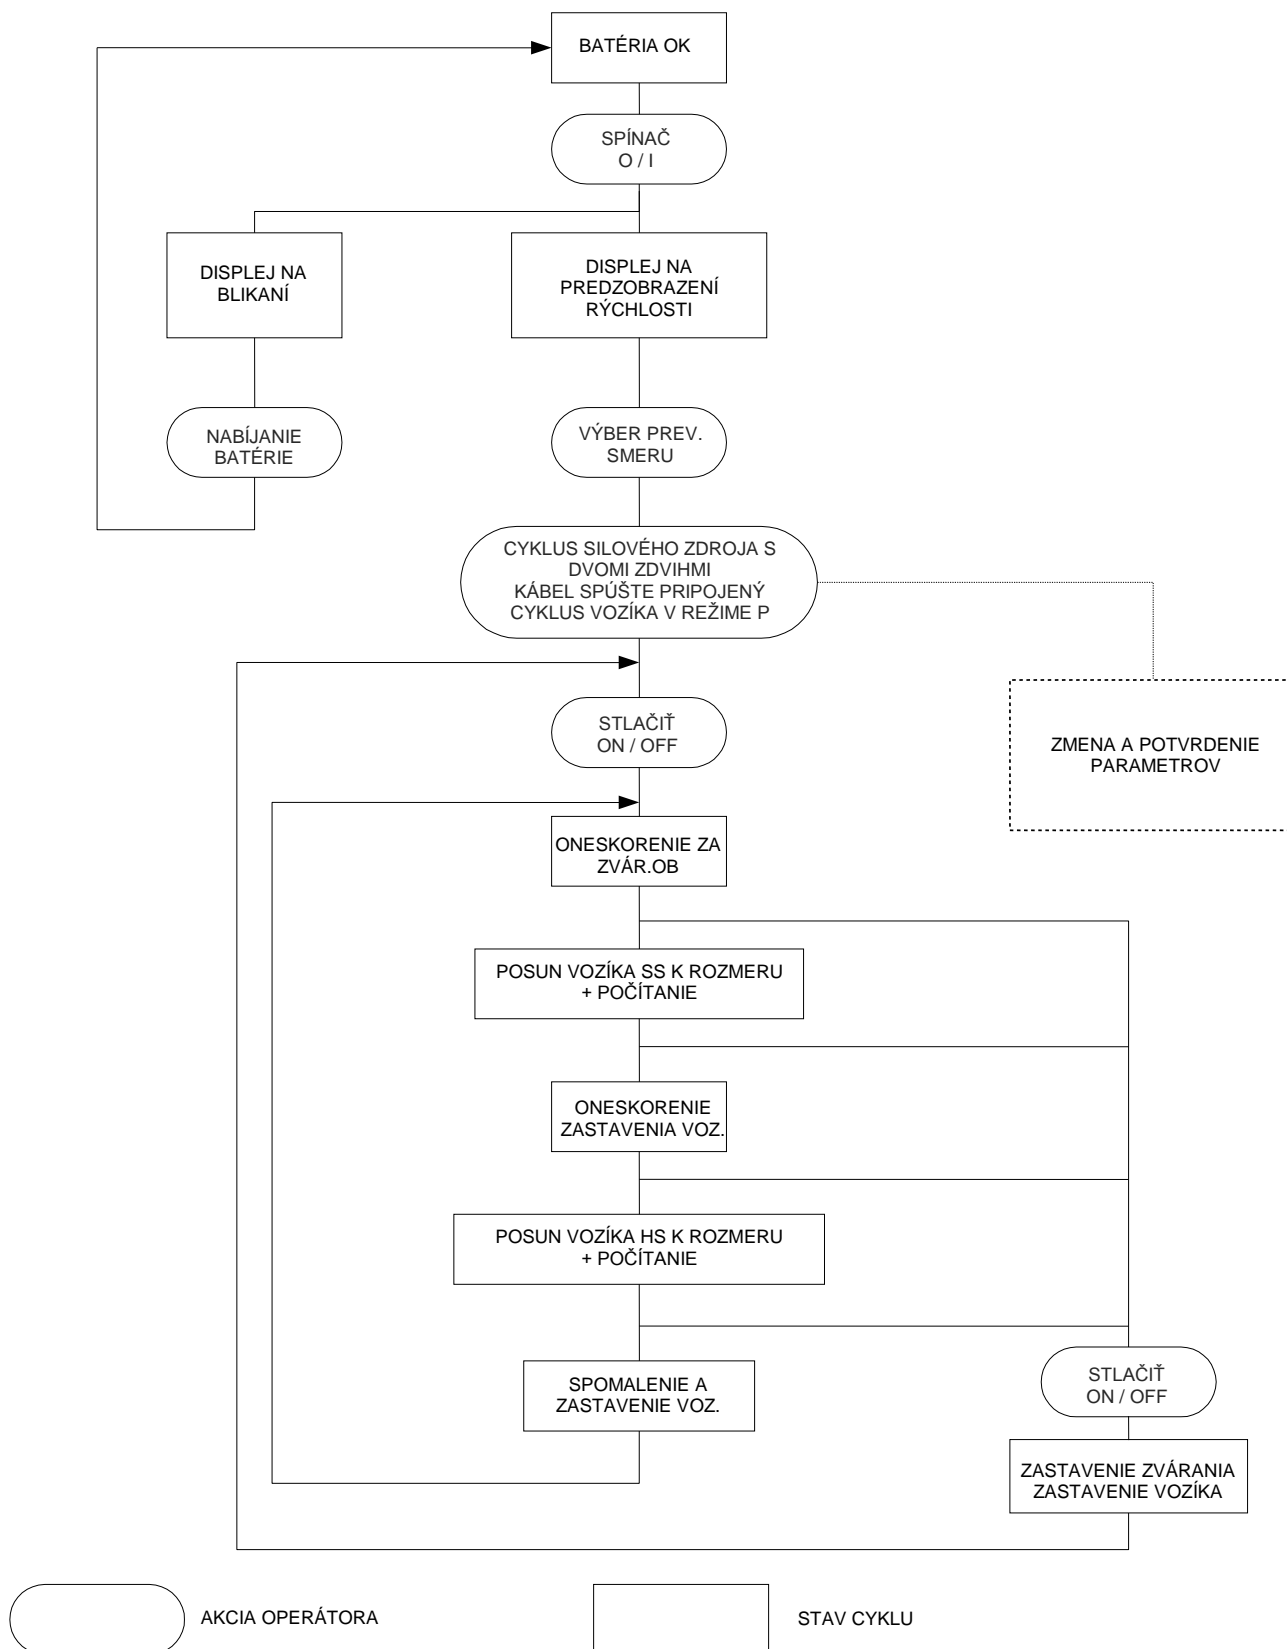 BATÉRIA OK
SPÍNAČ
O / I
DISPLEJ NA
BLIKANÍ
DISPLEJ NA
PREDZOBRAZENÍ
RÝCHLOSTI
NABÍJANIE
BATÉRIE
VÝBER PREV.
SMERU
CYKLUS SILOVÉHO ZDROJA S
DVOMI ZDVIHMI
KÁBEL SPÚŠTE PRIPOJENÝ
CYKLUS VOZÍKA V REŽIME P
STLAČIŤ
ON / OFF
ZMENA A POTVRDENIE
PARAMETROV
ONESKORENIE ZA
ZVÁR.OB
POSUN VOZÍKA SS K ROZMERU
+ POČÍTANIE
ONESKORENIE
ZASTAVENIA VOZ.
POSUN VOZÍKA HS K ROZMERU
+ POČÍTANIE
SPOMALENIE A
ZASTAVENIE VOZ.
STLAČIŤ
ON / OFF
ZASTAVENIE ZVÁRANIA
ZASTAVENIE VOZÍKA
AKCIA OPERÁTORA
STAV CYKLU